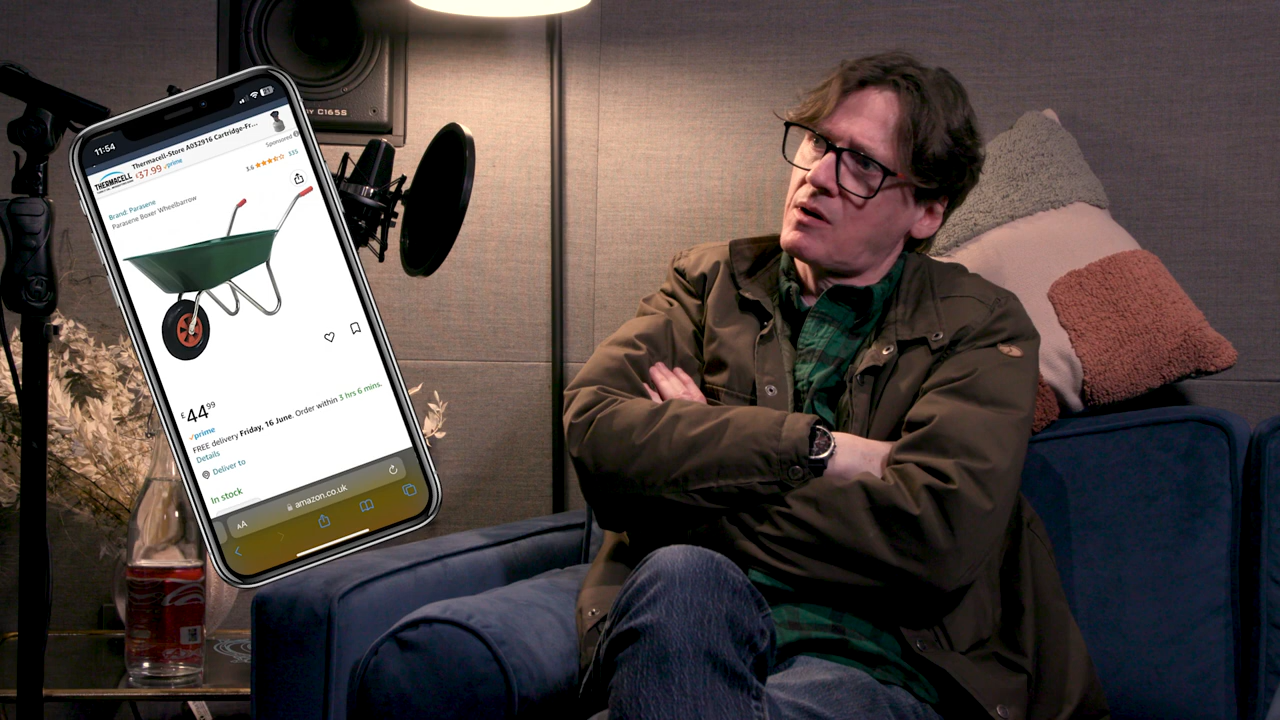 11:54
Thermacell-Store A032916 Cartridge-Fr...
THERMACELL
£37.99 prime
Sponsored
3.6 335
Brand: Parasene
Parasene Boxer Wheelbarrow
£44.99
prime
FREE delivery Friday, 16 June. Order within 3 hrs 6 mins.
Details
Deliver to
In stock
AA amazon.co.uk
C165S